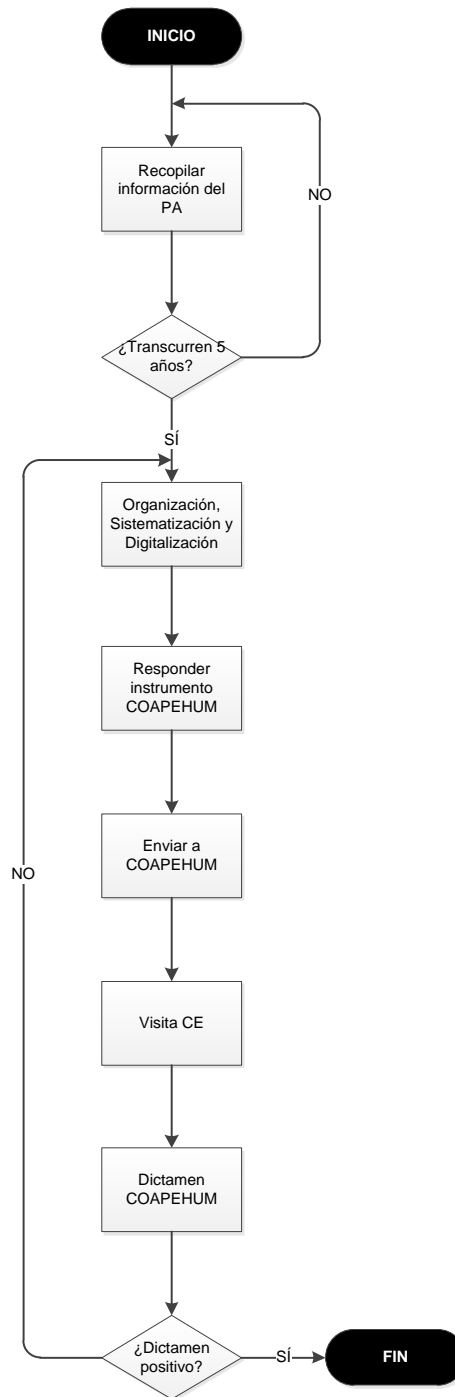 INICIO
Recopilar
información del
PA
NO
¿Transcurren 5
años?
SÍ
Organización,
Sistematización y
Digitalización
Responder
instrumento
COAPEHUM
Enviar a
COAPEHUM
NO
Visita CE
Dictamen
COAPEHUM
¿Dictamen
positivo?
SÍ
FIN